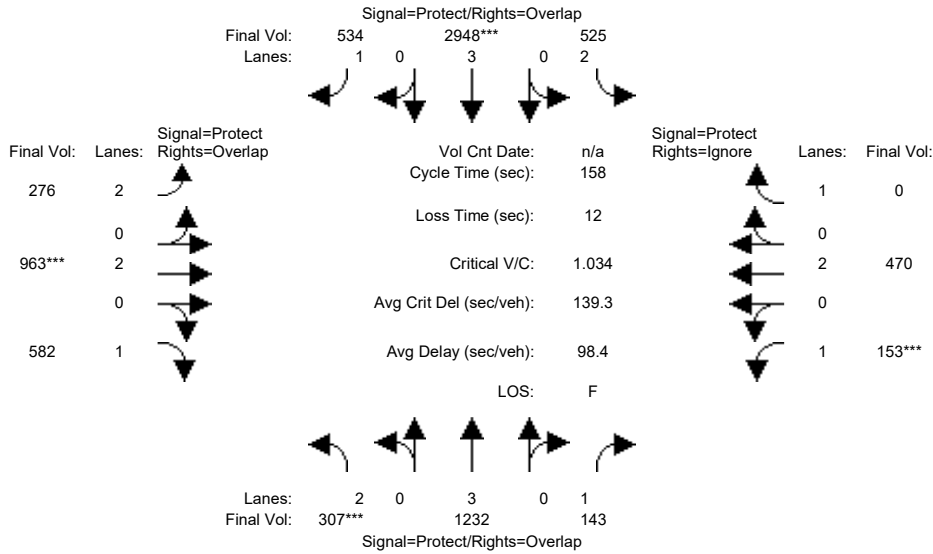 Signal=Protect/Rights=Overlap
Final Vol: 534 2948*** 525
Lanes: 1 0 3 0 2
Signal=Protect Signal=Protect
Final Vol: Lanes: Rights=Overlap Vol Cnt Date: n/a Rights=Ignore Lanes: Final Vol:
Cycle Time (sec): 158
276 2 1 0
Loss Time (sec): 12
0 0
963*** 2 Critical V/C: 1.034 2 470
0 Avg Crit Del (sec/veh): 139.3 0
582 1 Avg Delay (sec/veh): 98.4 1 153***
LOS: F
Lanes: 2 0 3 0 1
Final Vol: 307*** 1232 143
Signal=Protect/Rights=Overlap